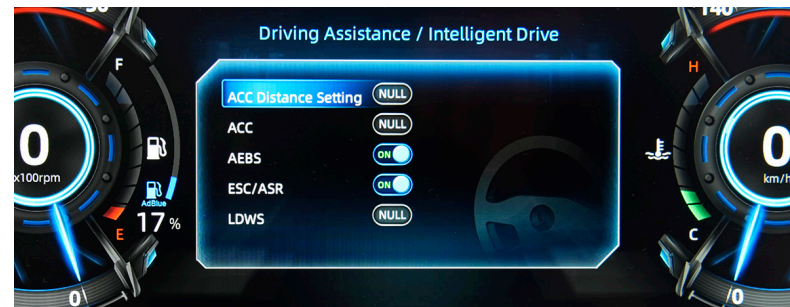 Driving Assistance / Intelligent Drive
F
H
ACC Distance Setting NULL
ACC NULL
AEBS ON
ESC/ASR ON
LDWS NULL
0
x100rpm
AdBlue
17 %
E
0
0
km/h
C
0
140